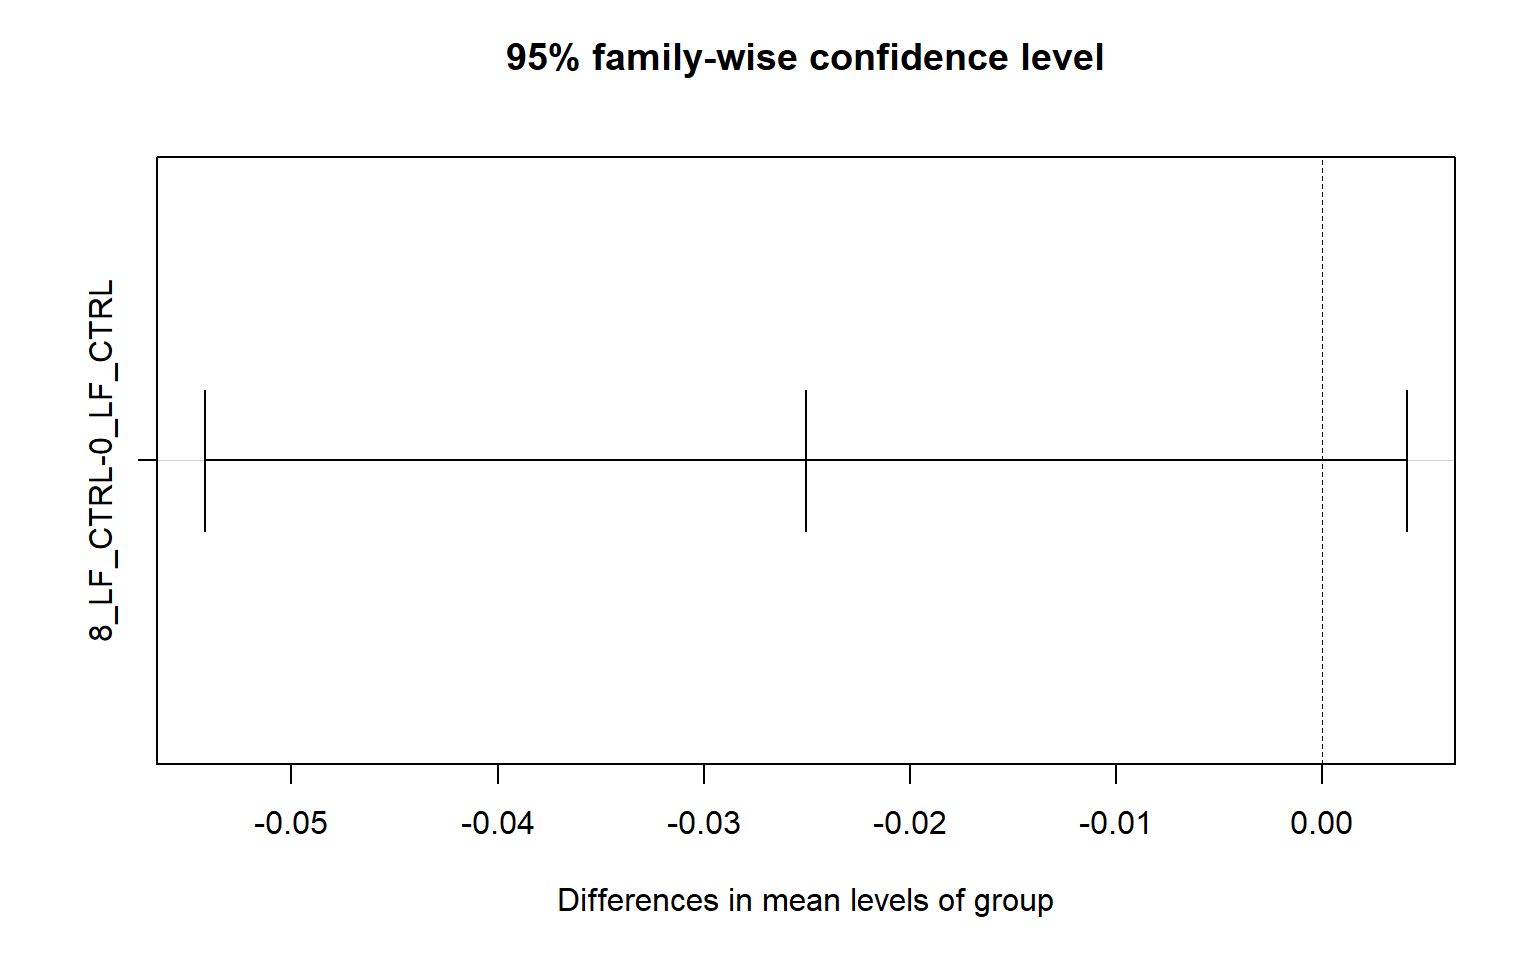 95% family-wise confidence level
8_LF_CTRL-0_LF_CTRL
-0.05 -0.04 -0.03 -0.02 -0.01 0.00
Differences in mean levels of group